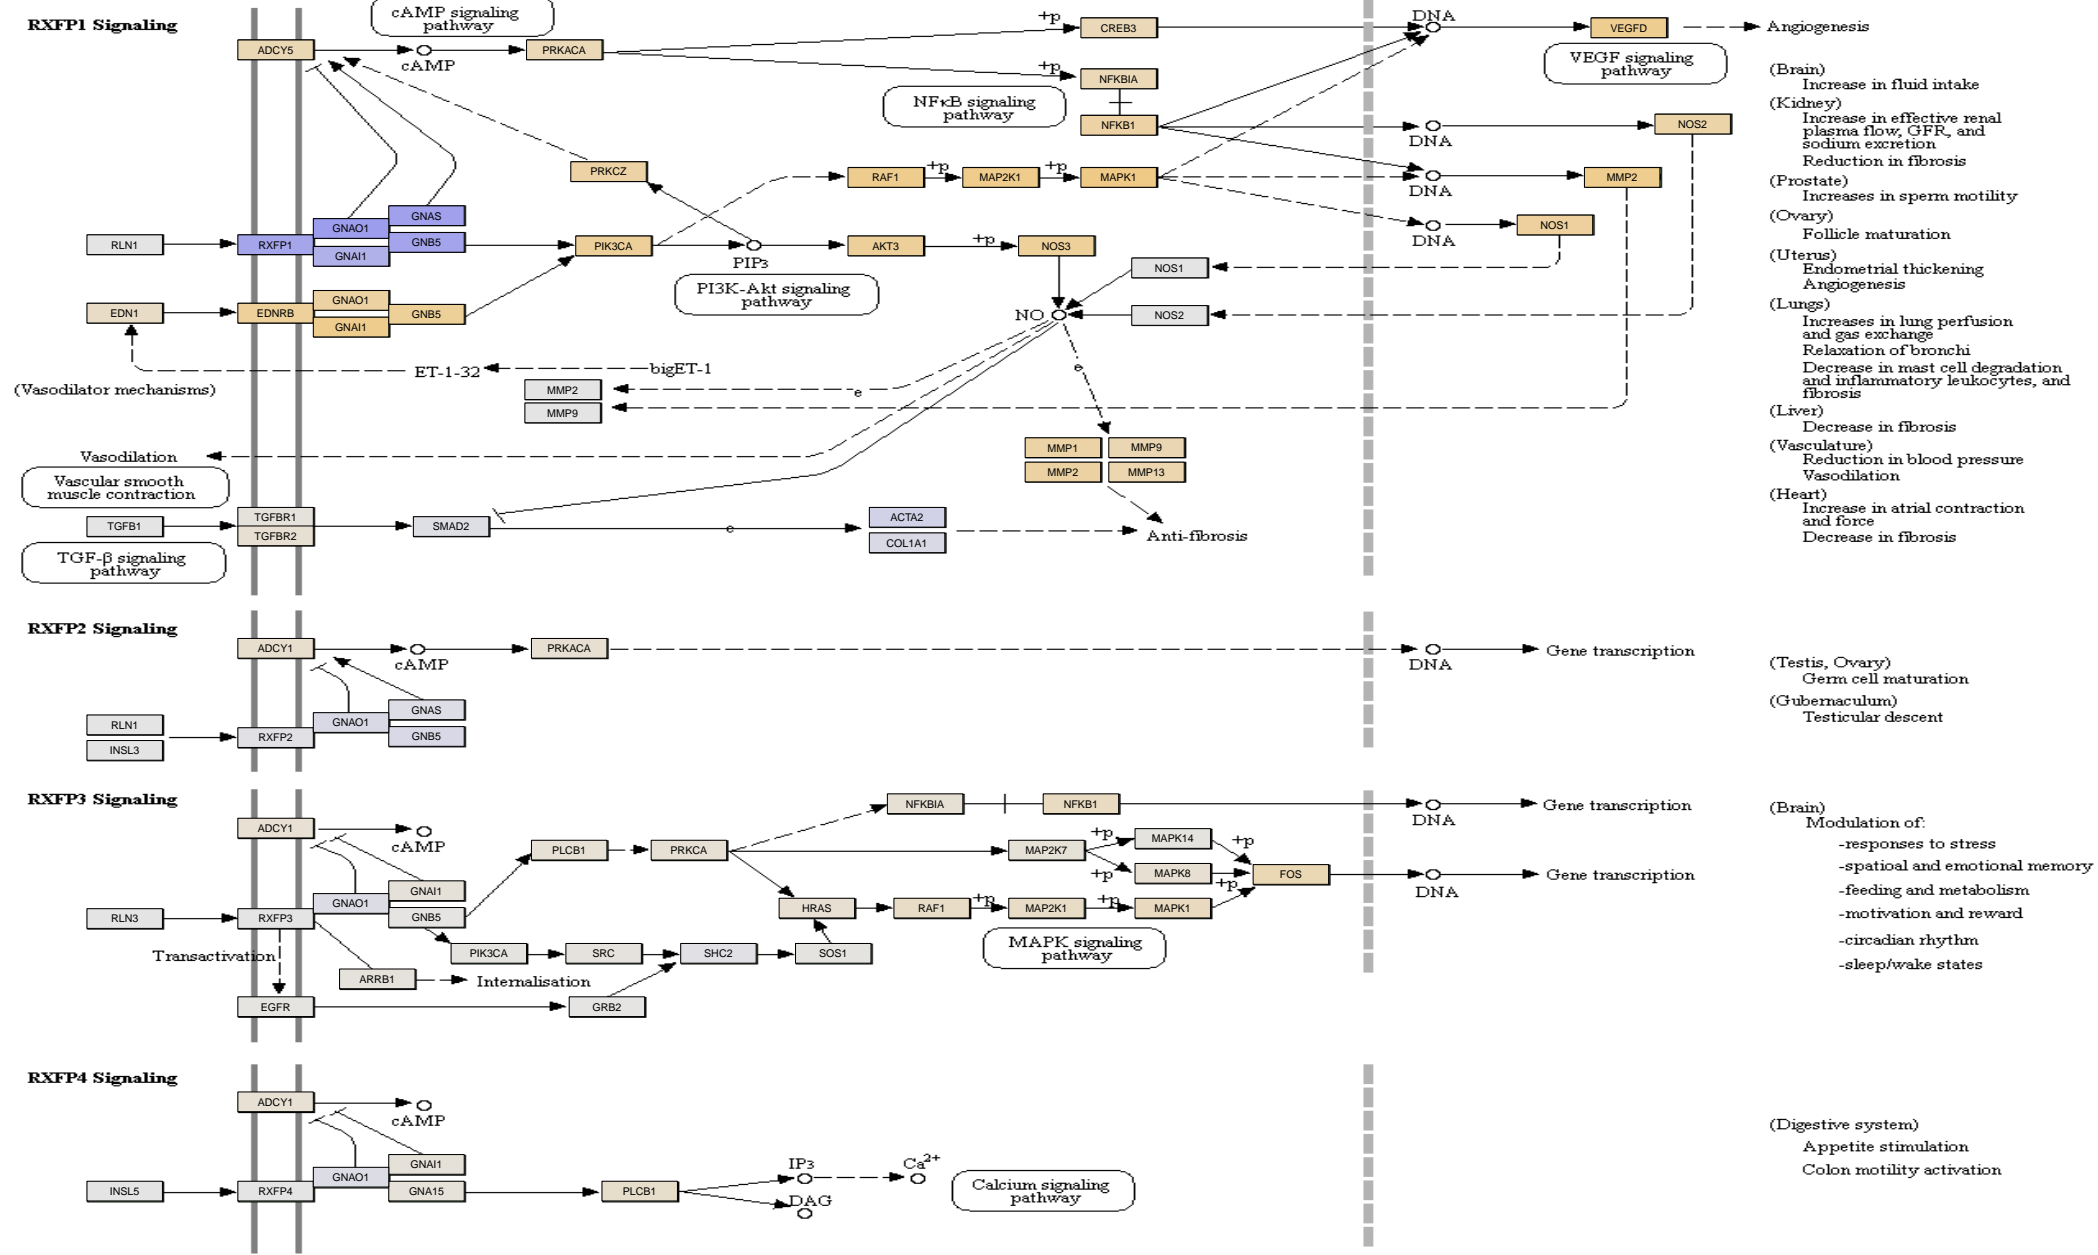 RXFP1 Signaling
cAMP signaling
pathway
ADCY5
cAMP
PRKACA
+p
CREB3
DNA
VEGFD
Angiogenesis
VEGF signaling
pathway
+p
NFKBIA
NFκB signaling
pathway
NFKB1
DNA
NOS2
PRKCZ
RAF1
+p
MAP2K1
+p
MAPK1
DNA
MMP2
RLN1
RXFP1
GNAO1
GNAI1
GNAS
GNB5
PIK3CA
PIP3
AKT3
+p
NOS3
DNA
NOS1
PI3K-Akt signaling
pathway
NOS1
NOS2
NO
EDN1
EDNRB
GNAO1
GNAI1
GNB5
ET-1-32
bigET-1
(Vasodilator mechanisms)
MMP2
MMP9
e
e
MMP1
MMP9
MMP2
MMP13
Vasodilation
Vascular smooth
muscle contraction
TGFB1
TGFBR1
TGFBR2
SMAD2
e
ACTA2
COL1A1
Anti-fibrosis
TGF-β signaling
pathway
(Brain)
Increase in fluid intake
(Kidney)
Increase in effective renal
plasma flow, GFR, and
sodium excretion
Reduction in fibrosis
(Prostate)
Increases in sperm motility
(Ovary)
Follicle maturation
(Uterus)
Endometrial thickening
Angiogenesis
(Lungs)
Increases in lung perfusion
and gas exchange
Relaxation of bronchi
Decrease in mast cell degradation
and inflammatory leukocytes, and
fibrosis
(Liver)
Decrease in fibrosis
(Vasculature)
Reduction in blood pressure
Vasodilation
(Heart)
Increase in atrial contraction
and force
Decrease in fibrosis
RXFP2 Signaling
ADCY1
cAMP
PRKACA
DNA
Gene transcription
RLN1
INSL3
RXFP2
GNAO1
GNAS
GNB5
(Testis, Ovary)
Germ cell maturation
(Gubernaculum)
Testicular descent
RXFP3 Signaling
ADCY1
cAMP
PLCB1
PRKCA
NFKBIA
NFKB1
DNA
Gene transcription
MAP2K7
+p
MAPK14
+p
+p
MAPK8
+p
FOS
DNA
Gene transcription
RLN3
RXFP3
GNAO1
GNAI1
GNB5
HRAS
RAF1
+p
MAP2K1
+p
MAPK1
MAPK signaling
pathway
PIK3CA
SRC
SHC2
SOS1
Transactivation
ARRB1
Internalisation
EGFR
GRB2
(Brain)
Modulation of:
-responses to stress
-spatial and emotional memory
-feeding and metabolism
-motivation and reward
-circadian rhythm
-sleep/wake states
RXFP4 Signaling
ADCY1
cAMP
INSL5
RXFP4
GNAO1
GNAI1
GNA15
PLCB1
IP3
Ca2+
DAG
Calcium signaling
pathway
(Digestive system)
Appetite stimulation
Colon motility activation